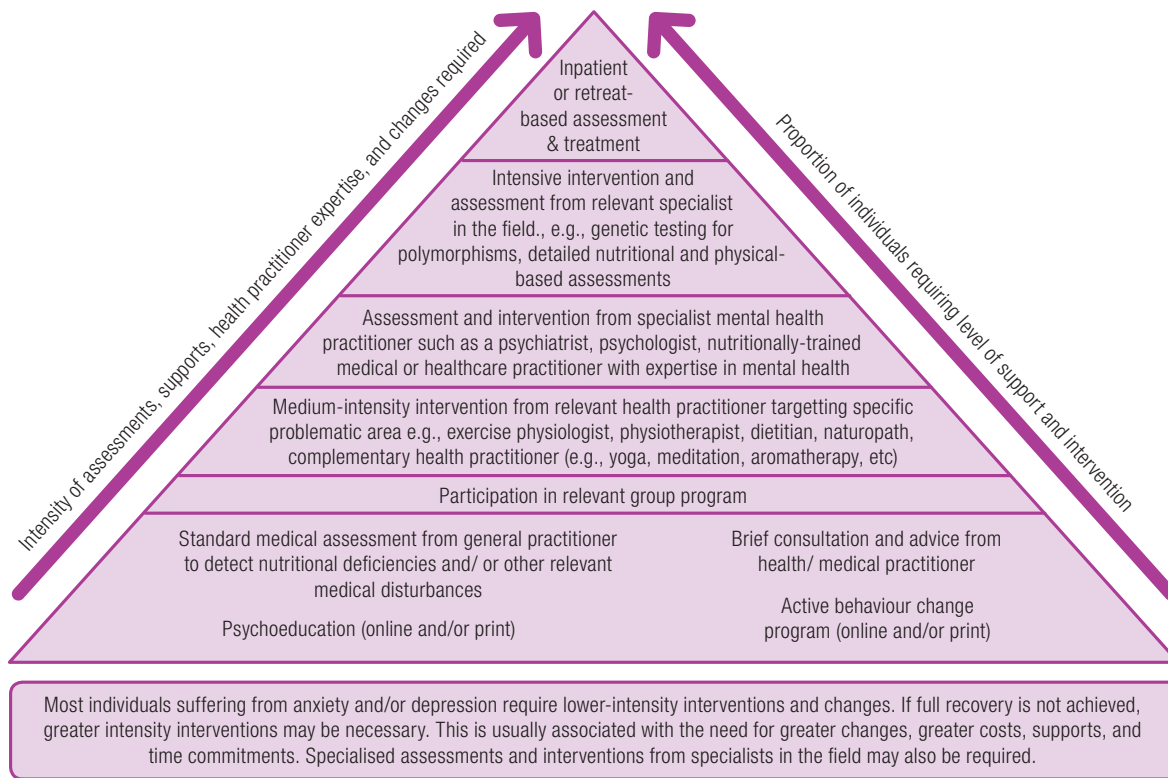 Intensity of assessments, supports, health practitioner expertise, and changes required
Proportion of individuals requiring level of support and intervention
Inpatient
or retreat-
based assessment
& treatment
Intensive intervention and
assessment from relevant specialist
in the field., e.g., genetic testing for
polymorphisms, detailed nutritional and physical-
based assessments
Assessment and intervention from specialist mental health
practitioner such as a psychiatrist, psychologist, nutritionally-trained
medical or healthcare practitioner with expertise in mental health
Medium-intensity intervention from relevant health practitioner targetting specific
problematic area e.g., exercise physiologist, physiotherapist, dietitian, naturopath,
complementary health practitioner (e.g., yoga, meditation, aromatherapy, etc)
Participation in relevant group program
Standard medical assessment from general practitioner
to detect nutritional deficiencies and/ or other relevant
medical disturbances
Psychoeducation (online and/or print)
Brief consultation and advice from
health/ medical practitioner
Active behaviour change
program (online and/or print)
Most individuals suffering from anxiety and/or depression require lower-intensity interventions and changes. If full recovery is not achieved,
greater intensity interventions may be necessary. This is usually associated with the need for greater changes, greater costs, supports, and
time commitments. Specialised assessments and interventions from specialists in the field may also be required.